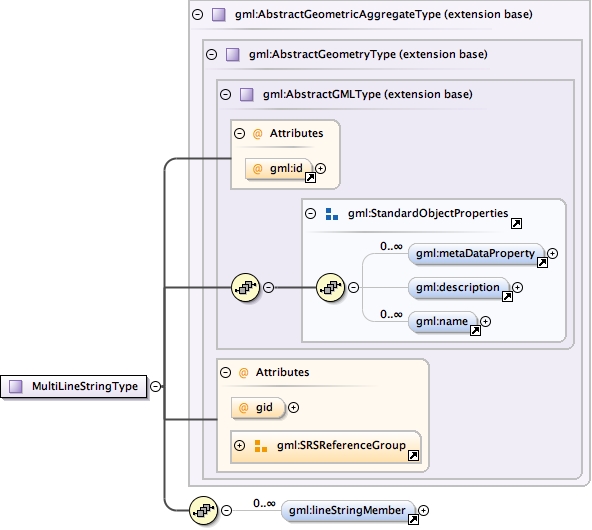 gml:AbstractGeometricAggregateType (extension base)
gml:AbstractGeometryType (extension base)
gml:AbstractGMLType (extension base)
@ Attributes
@ gml:id
gml:StandardObjectProperties
0..∞
gml:metaDataProperty
gml:description
0..∞
gml:name
MultiLineStringType
@ Attributes
@ gid
gml:SRSReferenceGroup
0..∞
gml:lineStringMember